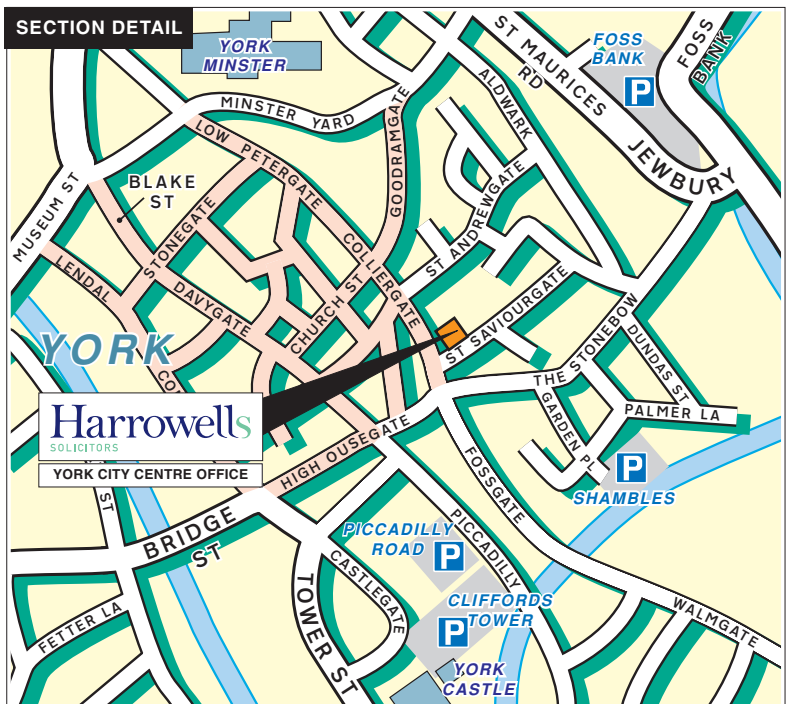 SECTION DETAIL
YORK
MINSTER
FOSS
BANK
P
FOSS
BANK
ST MAURICES
RD
JEWBURY
ALDWARK
MINSTER YARD
GOODRAMGATE
LOW PETERGATE
MUSEUM ST
BLAKE
ST
STONEGATE
LENDAL
DAVYGATE
CHURCH ST
COLLIERGATE
ST ANDREWGATE
ST SAVIOURGATE
THE STONEBOW
DUNDAS ST
PALMER LA
GARDEN PL
P
SHAMBLES
YORK
Harrowells
SOLICITORS
YORK CITY CENTRE OFFICE
HIGH OUSEGATE
FOSSGATE
ST
BRIDGE
ST
PICCADILLY
ROAD
P
PICCADILLY
CASTLEGATE
TOWER ST
CLIFFORDS
TOWER
P
YORK
CASTLE
WALMGATE
FETTER LA